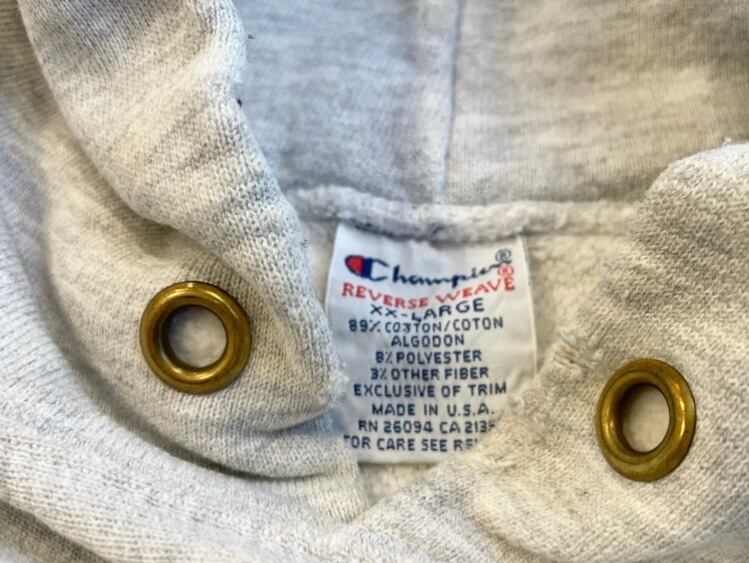 Champion®
REVERSE WEAVE®
XX-LARGE
89% COTTON/COTON
ALGODON
8% POLYESTER
3% OTHER FIBER
EXCLUSIVE OF TRIM
MADE IN U.S.A.
RN 26094 CA
FOR CARE SEE